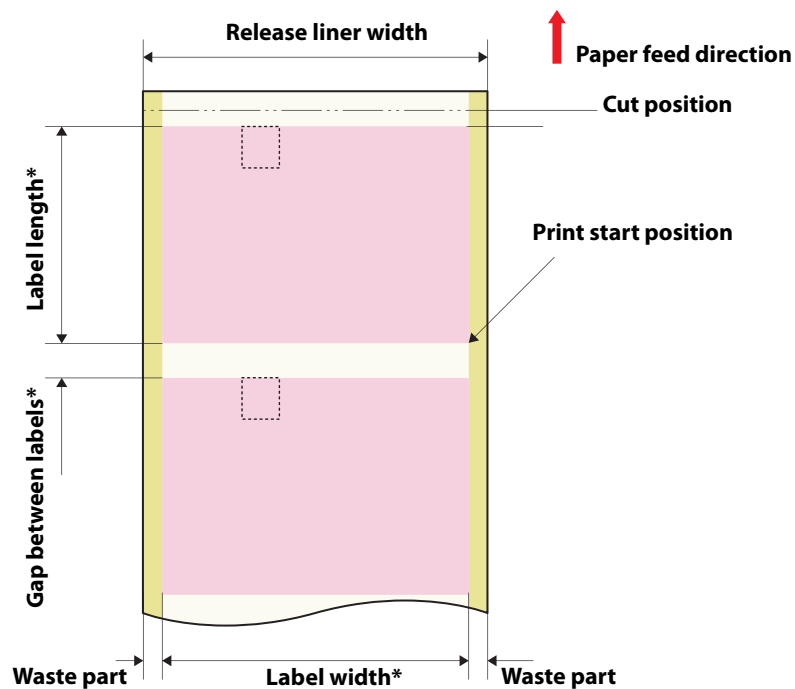 Release liner width
Paper feed direction
Cut position
Label length*
Print start position
Gap between labels*
Waste part
Label width*
Waste part